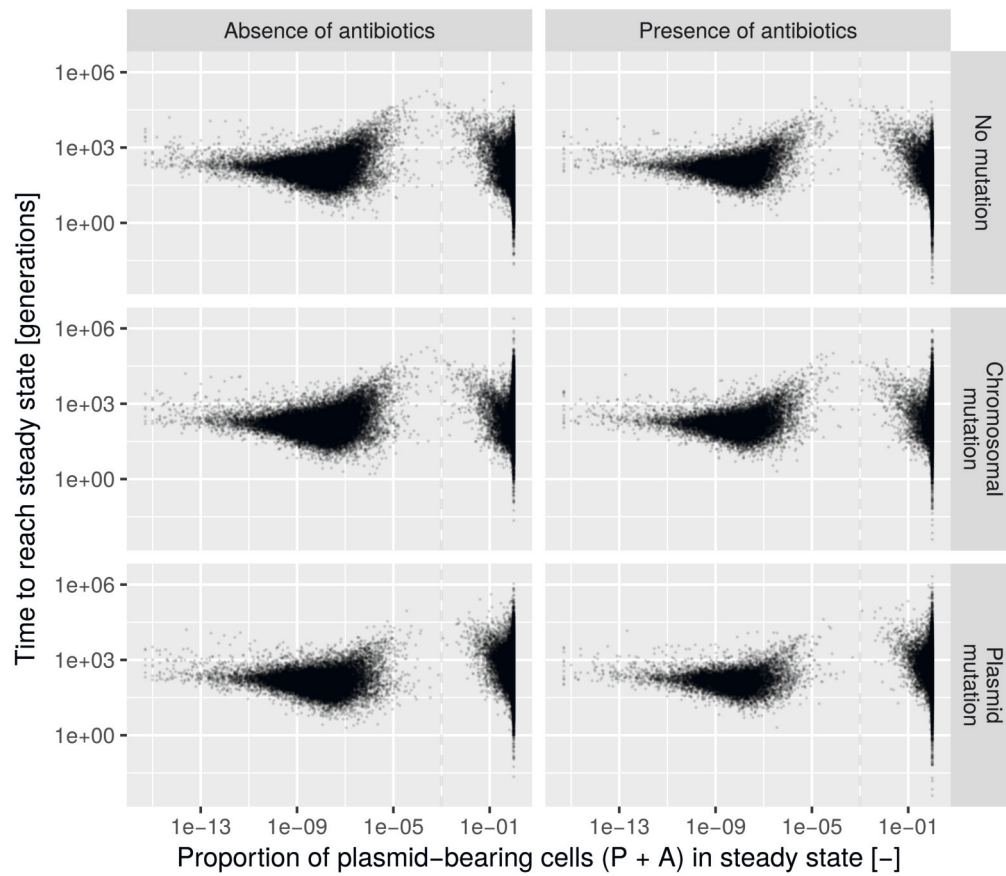 Absence of antibiotics
Presence of antibiotics
1e+06
1e+03
1e+00
No mutation
1e+06
1e+03
1e+00
Chromosomal
mutation
1e+06
1e+03
1e+00
Plasmid
mutation
Time to reach steady state [generations]
1e−13 1e−09 1e−05 1e−01
1e−13 1e−09 1e−05 1e−01
Proportion of plasmid−bearing cells (P + A) in steady state [−]